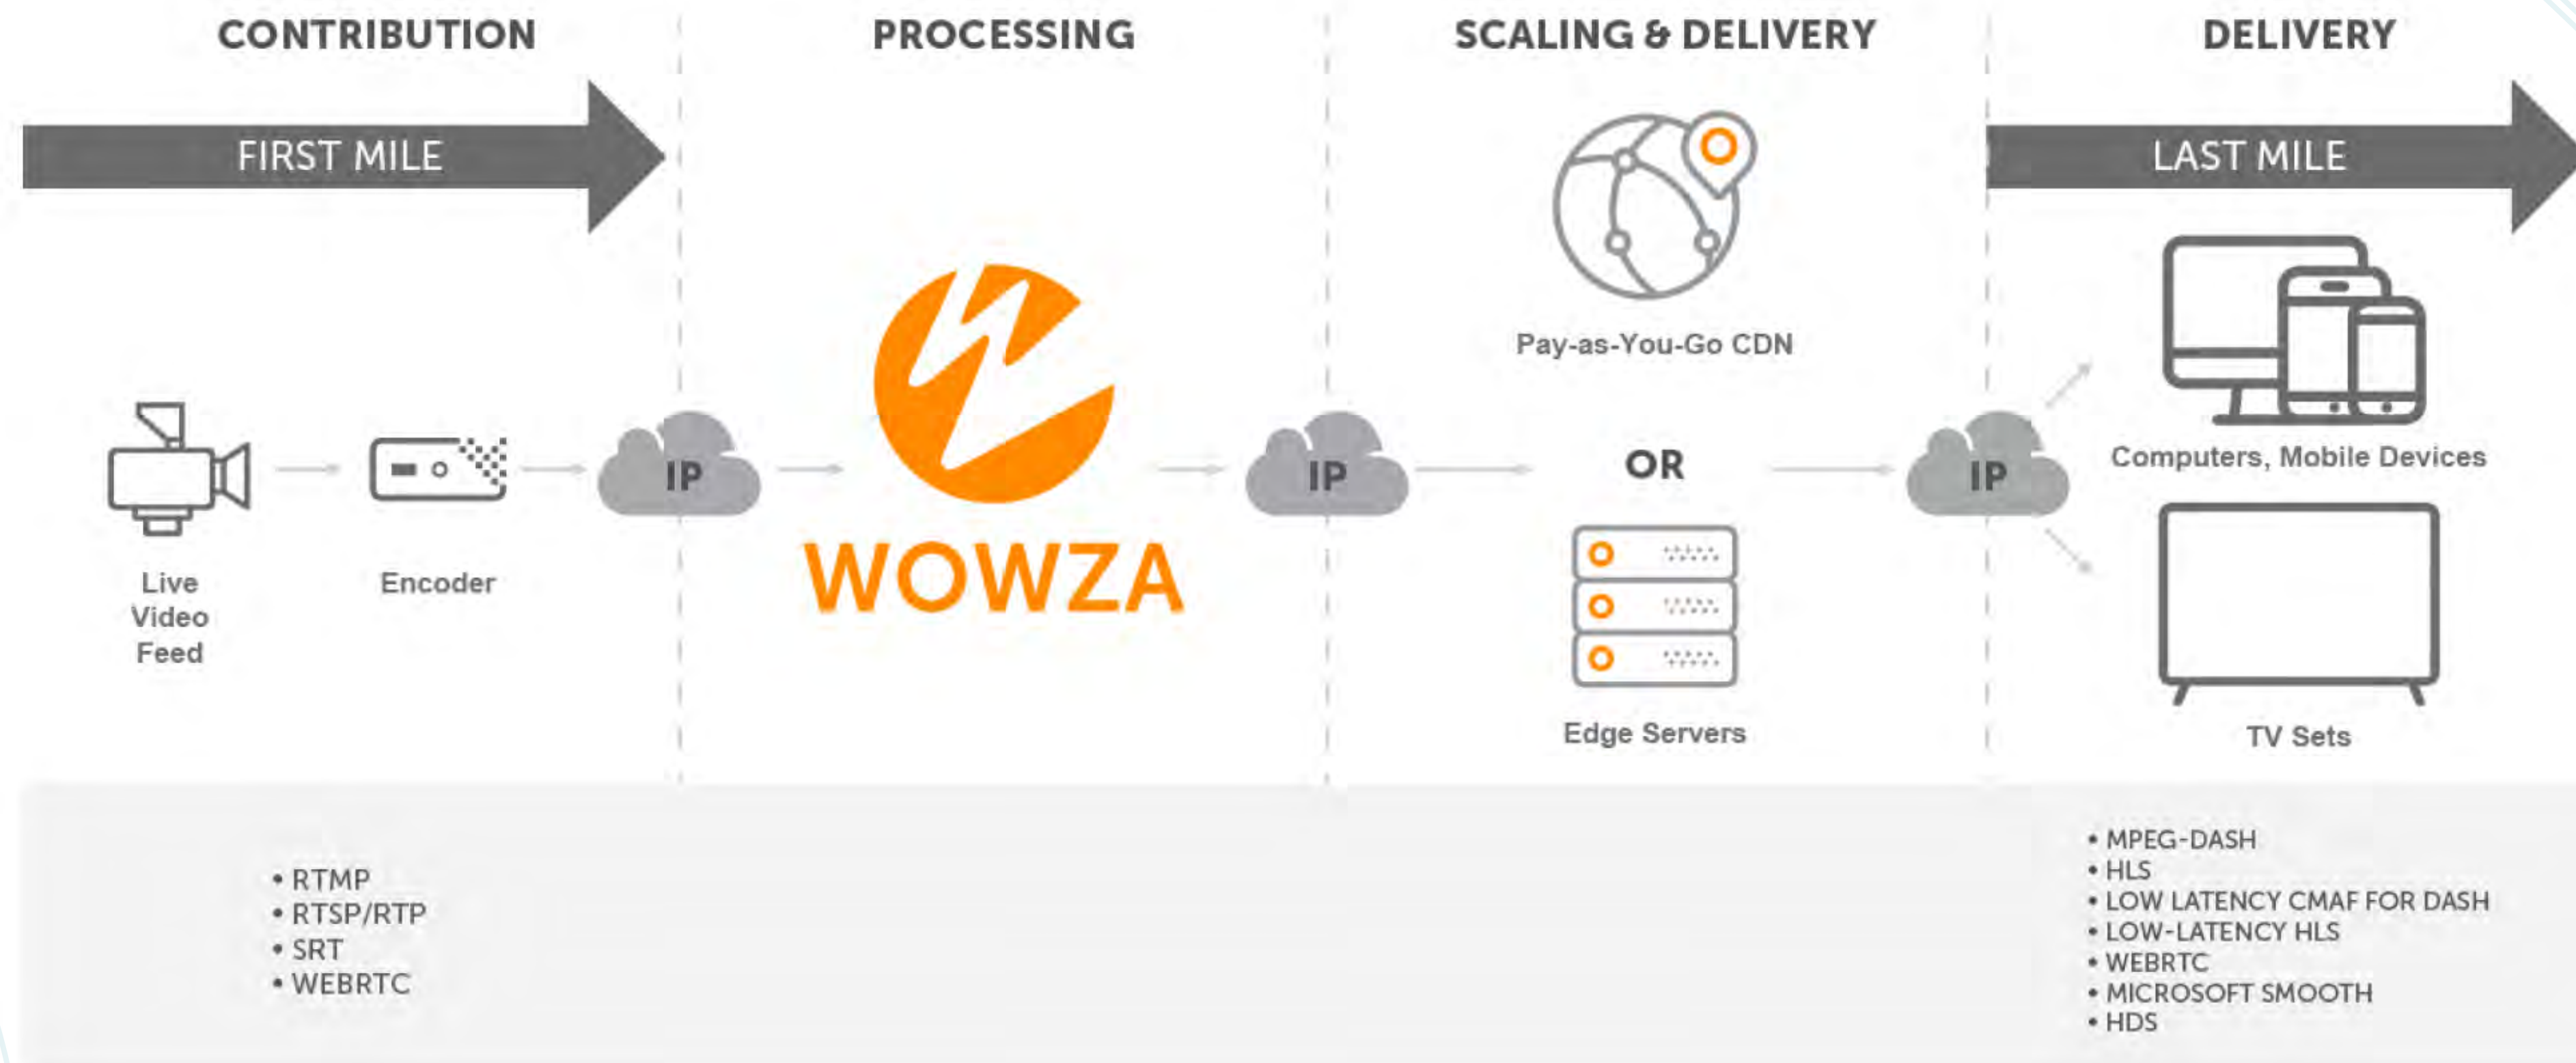 CONTRIBUTION
PROCESSING
SCALING & DELIVERY
DELIVERY
FIRST MILE
LAST MILE
Pay-as-You-Go CDN
Computers, Mobile Devices
IP
IP
OR
IP
Live
Video
Feed
Encoder
WOWZA
Edge Servers
TV Sets
• RTMP
• RTSP/RTP
• SRT
• WEBRTC
• MPEG-DASH
• HLS
• LOW LATENCY CMAF FOR DASH
• LOW-LATENCY HLS
• WEBRTC
• MICROSOFT SMOOTH
• HDS